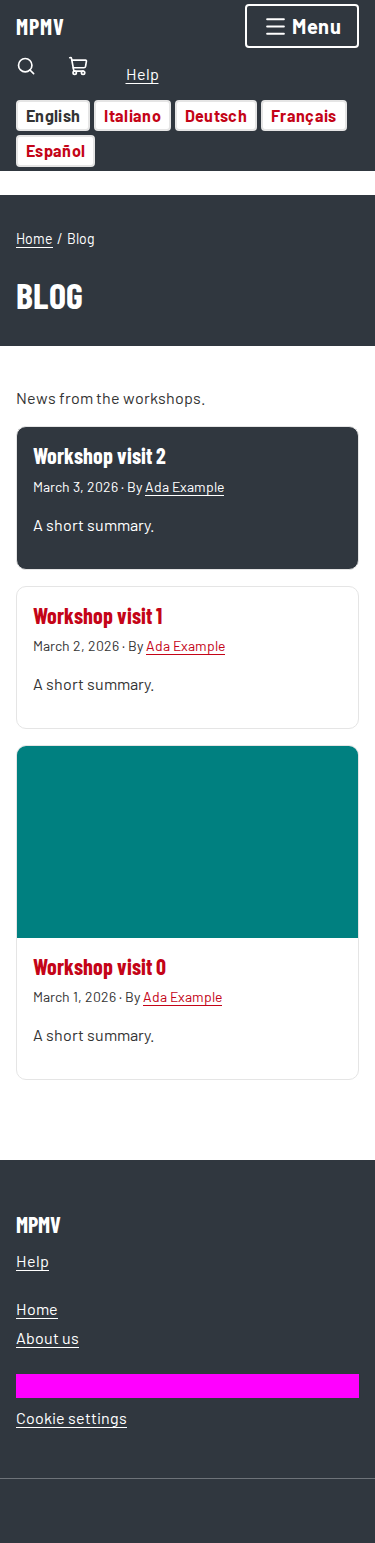 MPMV
Menu
Help
English Italiano Deutsch Français
Español
Home / Blog
BLOG
News from the workshops.
Workshop visit 2
March 3, 2026 · By Ada Example
A short summary.
Workshop visit 1
March 2, 2026 · By Ada Example
A short summary.
Workshop visit 0
March 1, 2026 · By Ada Example
A short summary.
MPMV
Help
Home
About us
Cookie settings